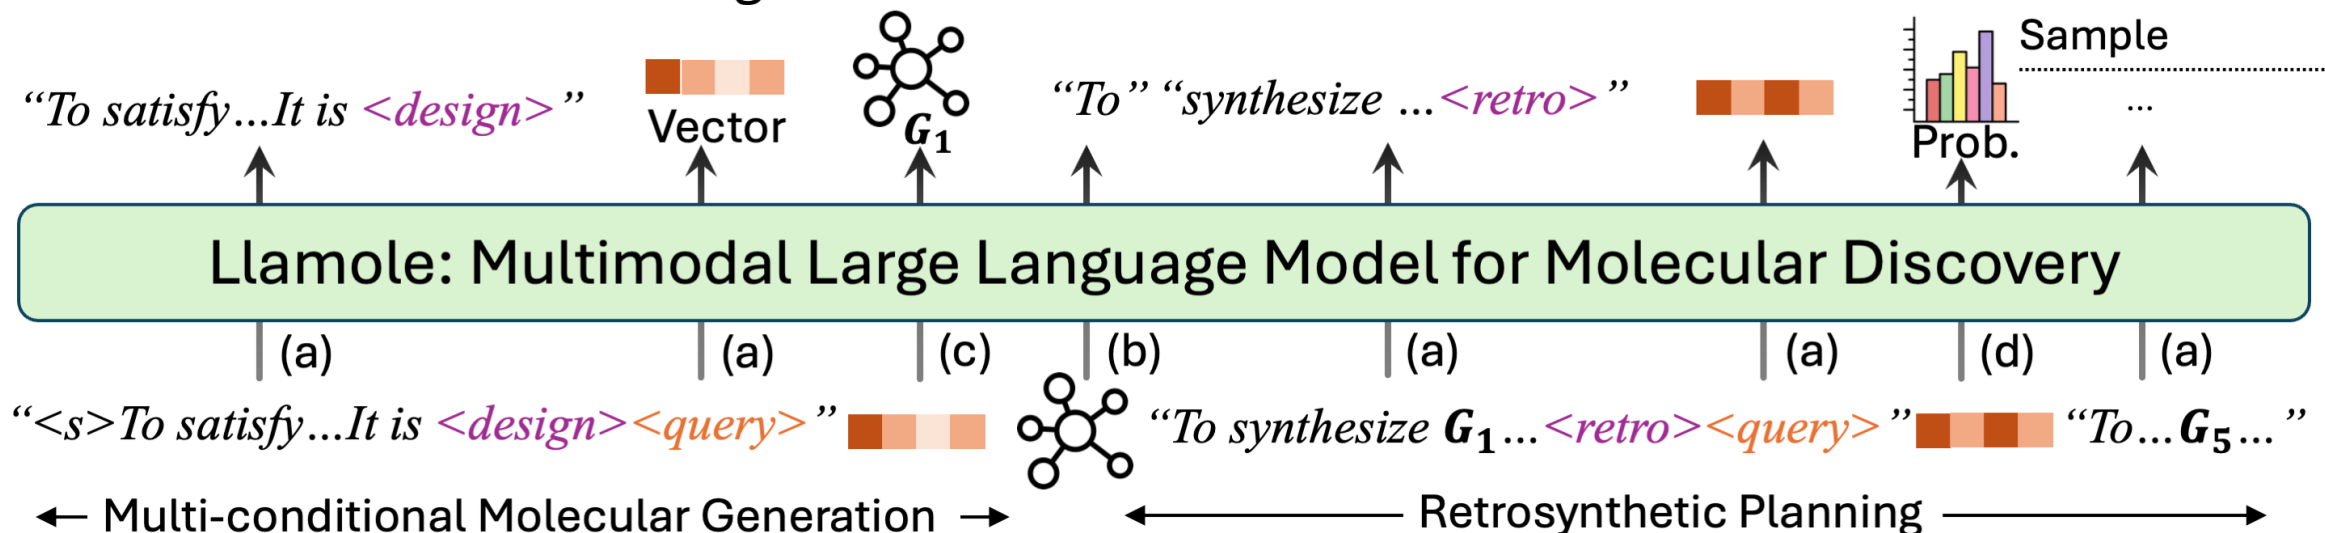 “To satisfy...It is <design>”
Vector
G₁
“To” “synthesize ...<retro>”
Prob.
Sample
...
Llamole: Multimodal Large Language Model for Molecular Discovery
(a) (a) (c) (b) (a) (a) (d) (a)
“<s>To satisfy...It is <design><query>” “To synthesize G₁...<retro><query>” “To...G₅...”
Multi-conditional Molecular Generation Retrosynthetic Planning